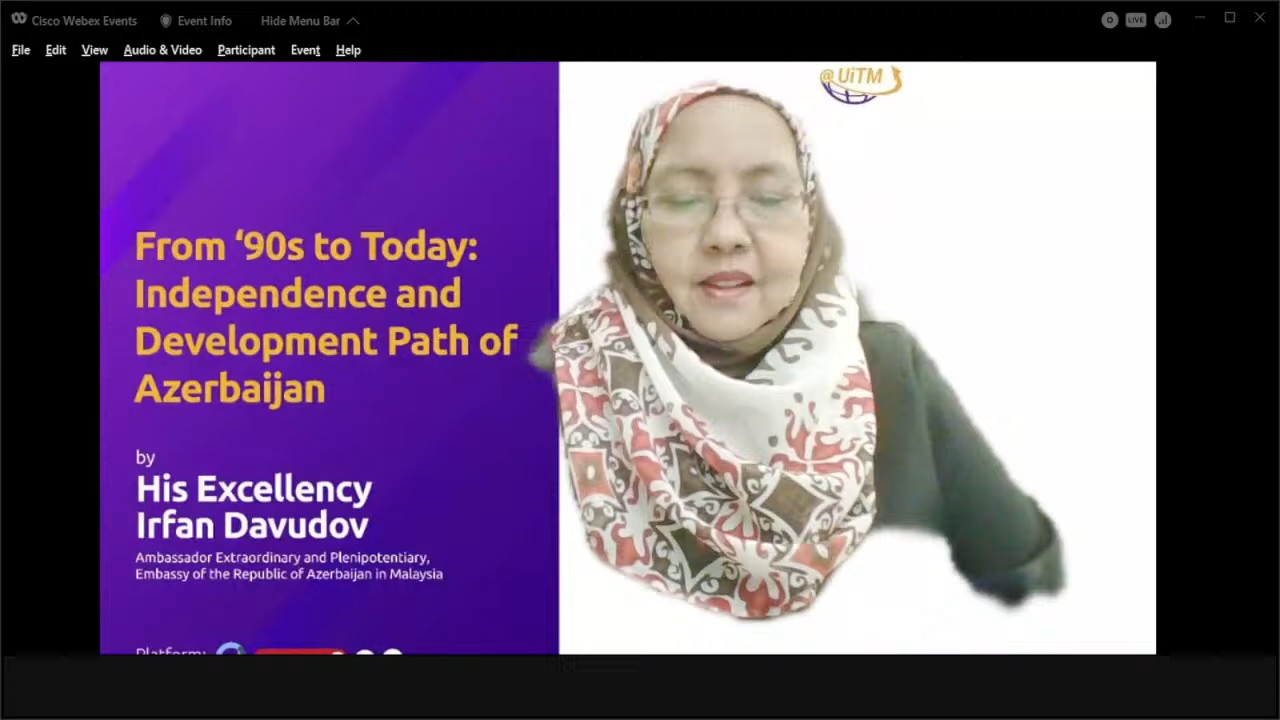 Cisco Webex Events Event Info Hide Menu Bar
LIVE
File Edit View Audio & Video Participant Event Help
@ UiTM
From ‘90s to Today:
Independence and
Development Path of
Azerbaijan
by
His Excellency
Irfan Davudov
Ambassador Extraordinary and Plenipotentiary,
Embassy of the Republic of Azerbaijan in Malaysia
Platform: